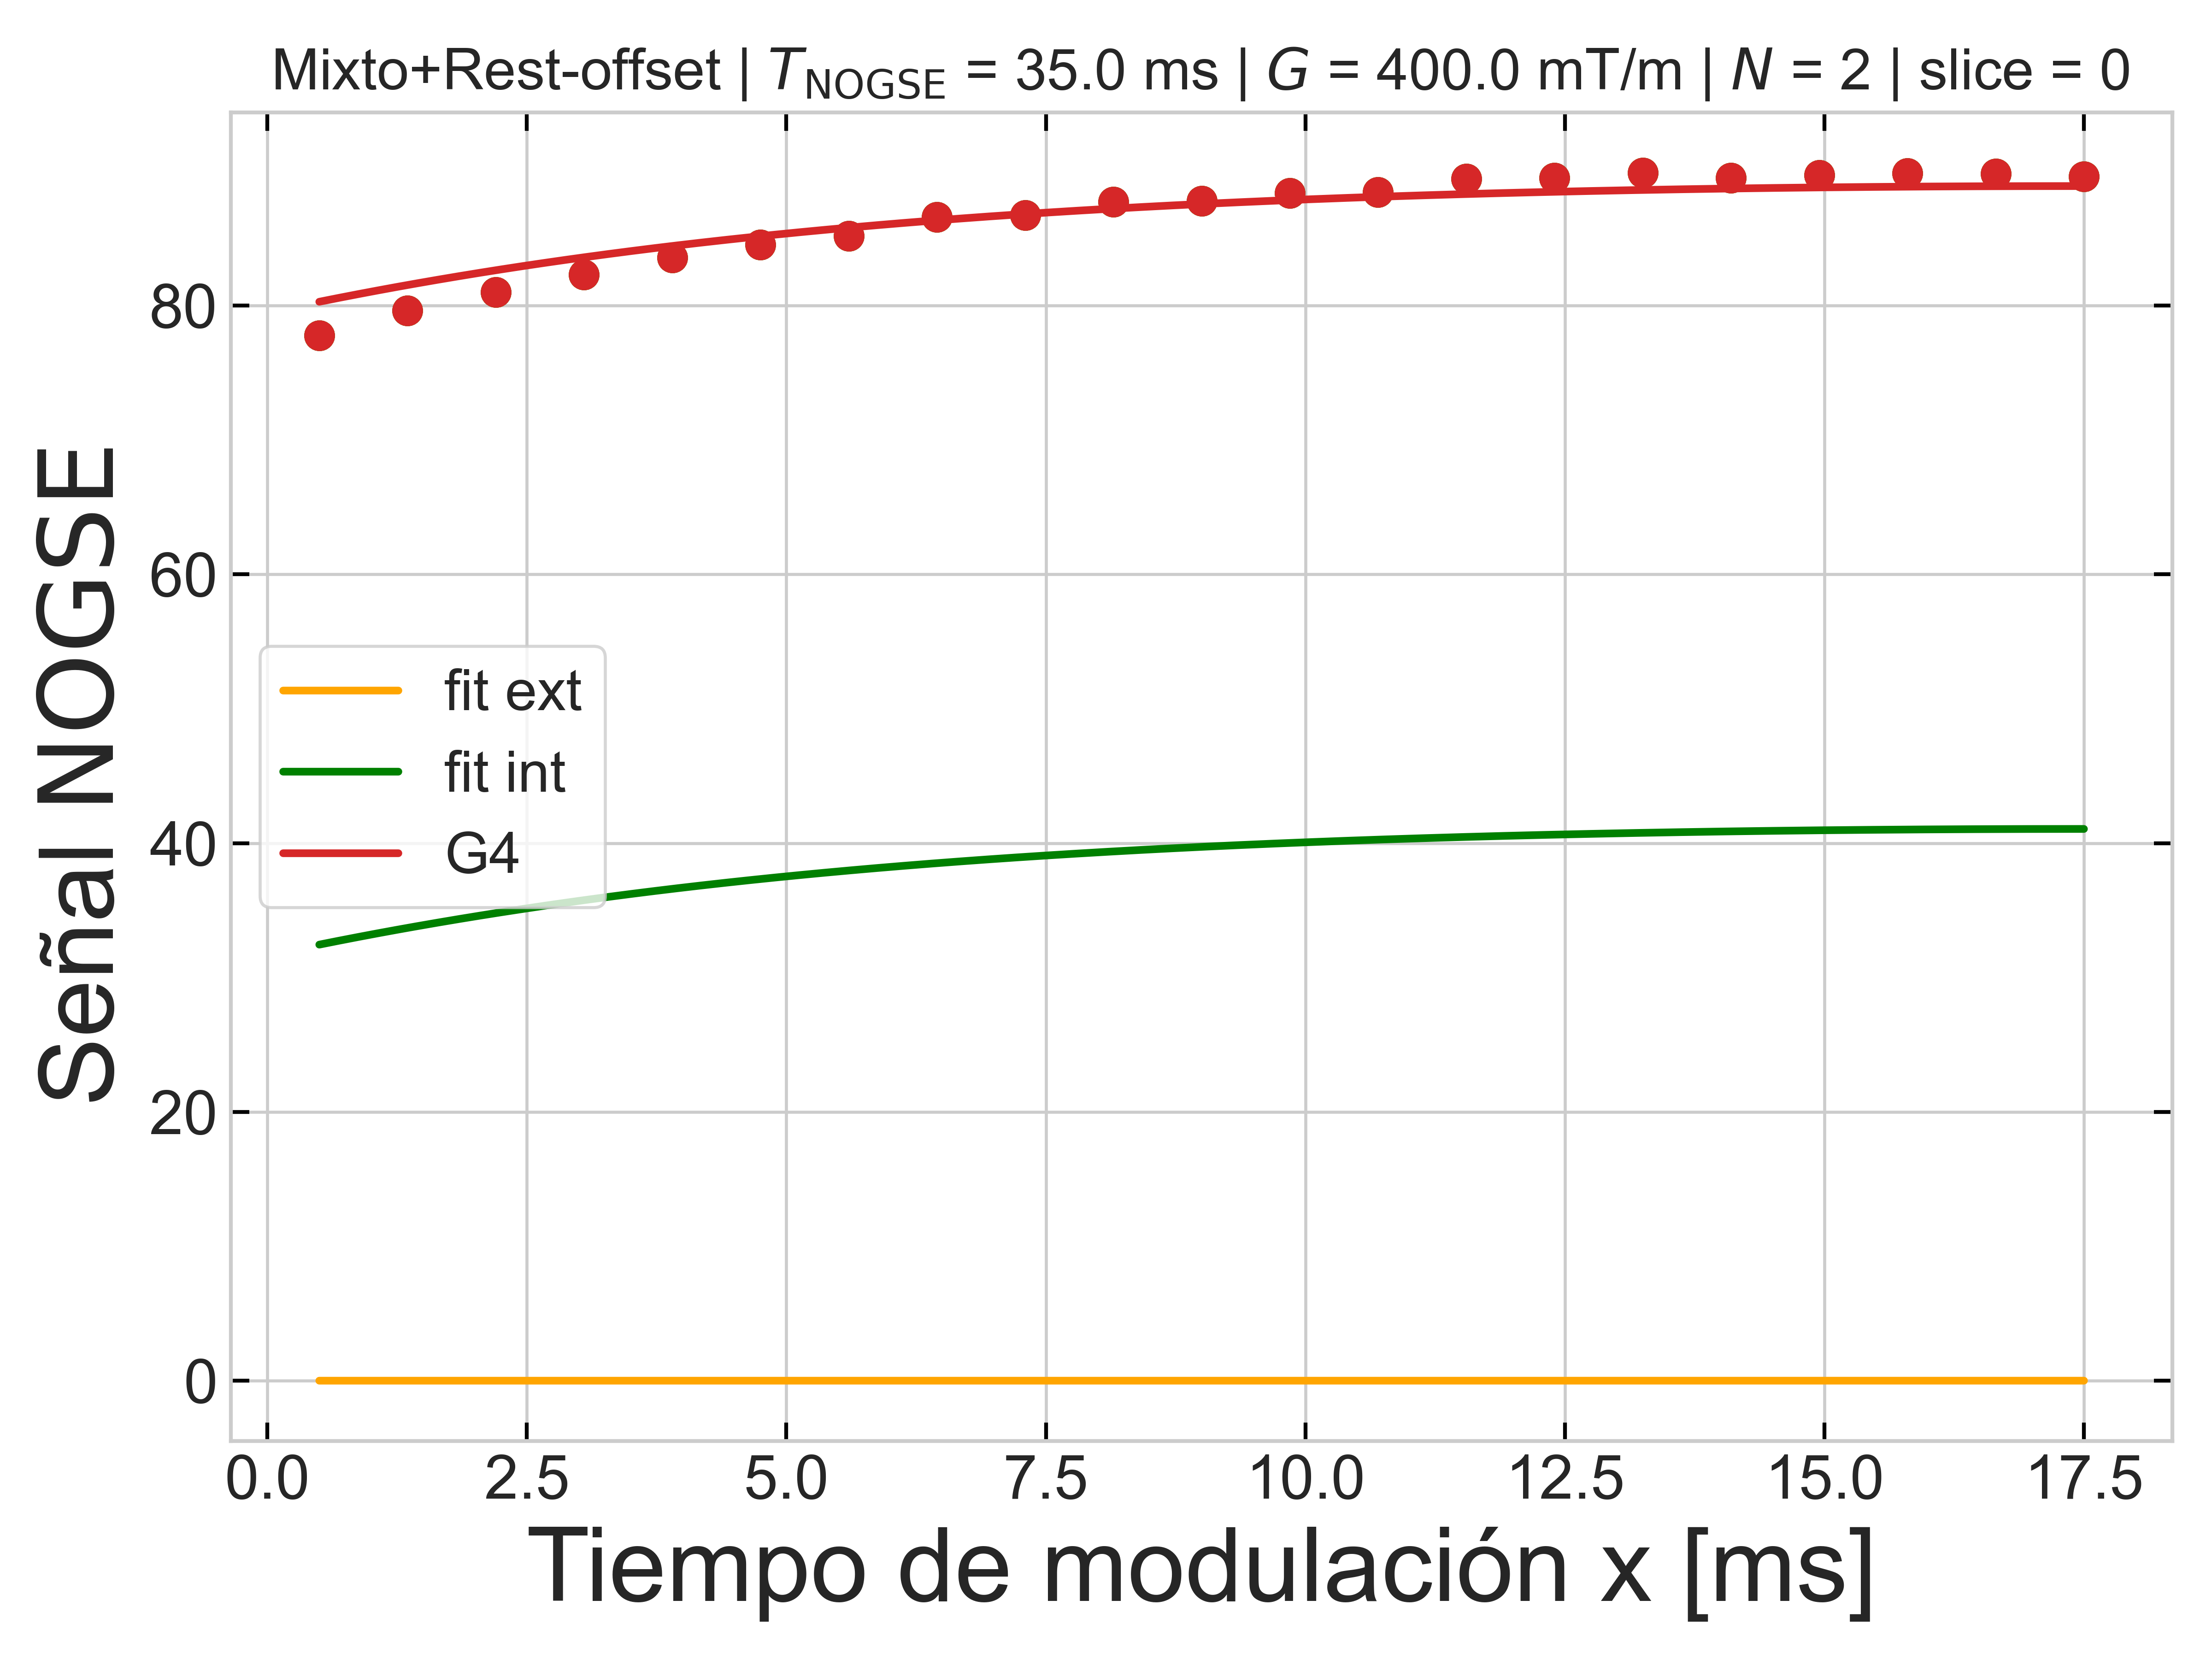 Mixto+Rest-offset | T_NOGSE = 35.0 ms | G = 400.0 mT/m | N = 2 | slice = 0
Señal NOGSE
80
60
40
20
0
fit ext
fit int
G4
0.0 2.5 5.0 7.5 10.0 12.5 15.0 17.5
Tiempo de modulación x [ms]